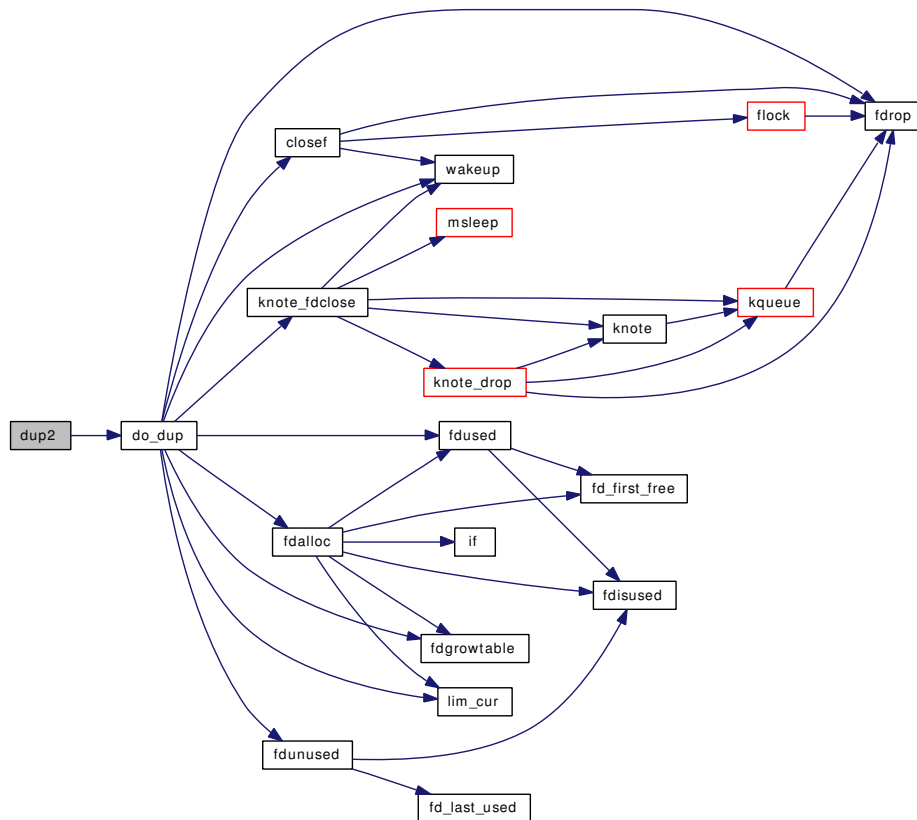 closef
flock
fdrop
wakeup
msleep
knote_fdclose
kqueue
knote
knote_drop
dup2
do_dup
fdused
fd_first_free
fdalloc
if
fdisused
fdgrowtable
lim_cur
fdunused
fd_last_used